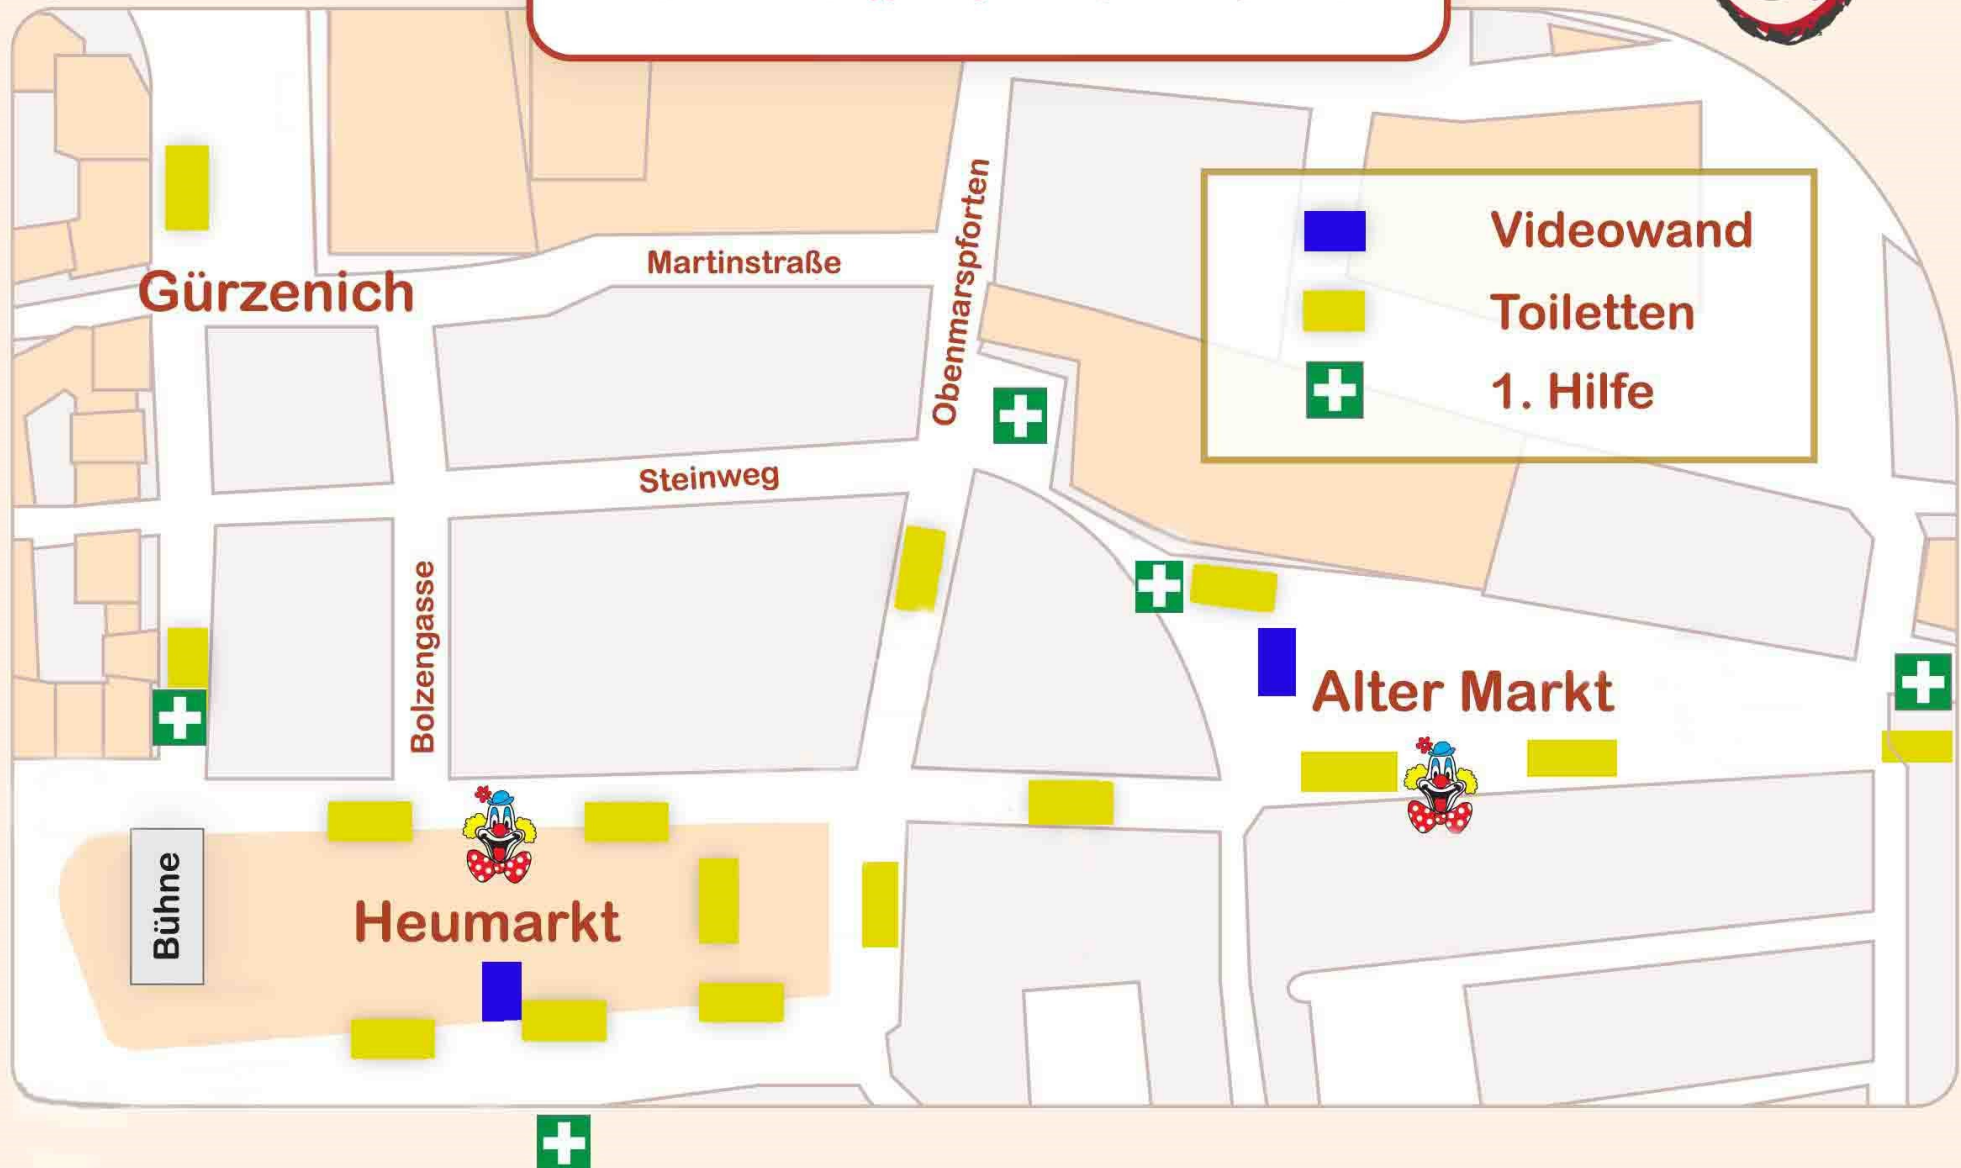 Videowand
Toiletten
1. Hilfe
Gürzenich
Martinstraße
Obenmarspforten
Steinweg
Bolzengasse
Alter Markt
Bühne
Heumarkt